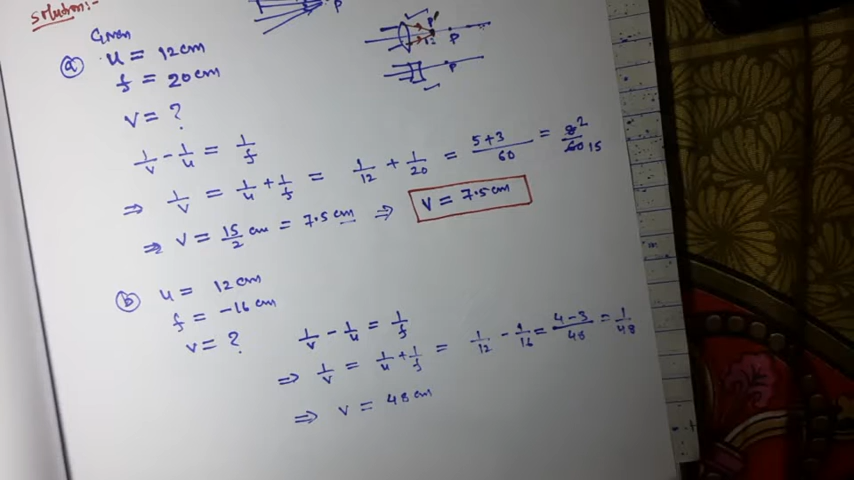 Solution:-
P
Given
P'
P
ⓐ u = 12 cm
f = 20 cm
P
v = ?
1/v - 1/u = 1/f
⇒ 1/v = 1/u + 1/f = 1/12 + 1/20 = 5+3/60 = 8/60 2/15
⇒ v = 15/2 cm = 7.5 cm ⇒ v = 7.5 cm
ⓑ u = 12 cm
f = -16 cm
v = ?
1/v - 1/u = 1/f
⇒ 1/v = 1/u + 1/f = 1/12 - 1/16 = 4-3/48 = 1/48
⇒ v = 48 cm